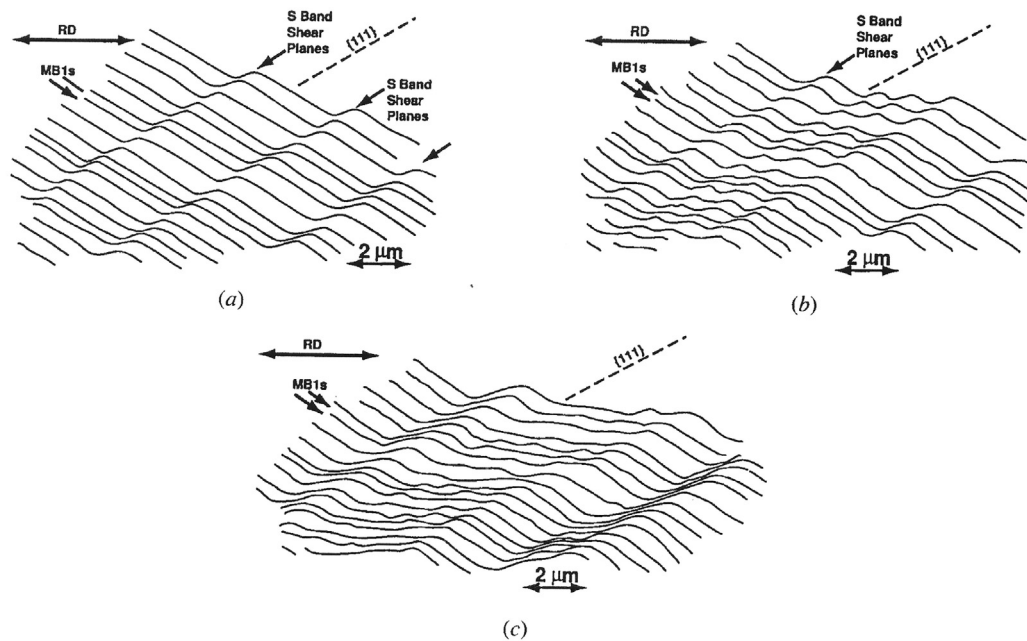 RD
S Band
Shear
Planes
{111}
MB1s
S Band
Shear
Planes
2 μm
(a)
RD
S Band
Shear
Planes
{111}
MB1s
2 μm
(b)
RD
{111}
MB1s
2 μm
(c)